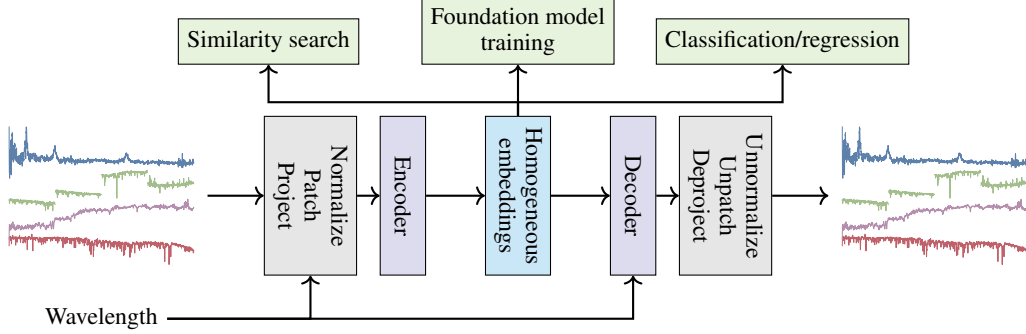 Similarity search
Foundation model
training
Classification/regression
Normalize
Patch
Project
Encoder
Homogeneous
embeddings
Decoder
Unnormalize
Unpatch
Deproject
Wavelength